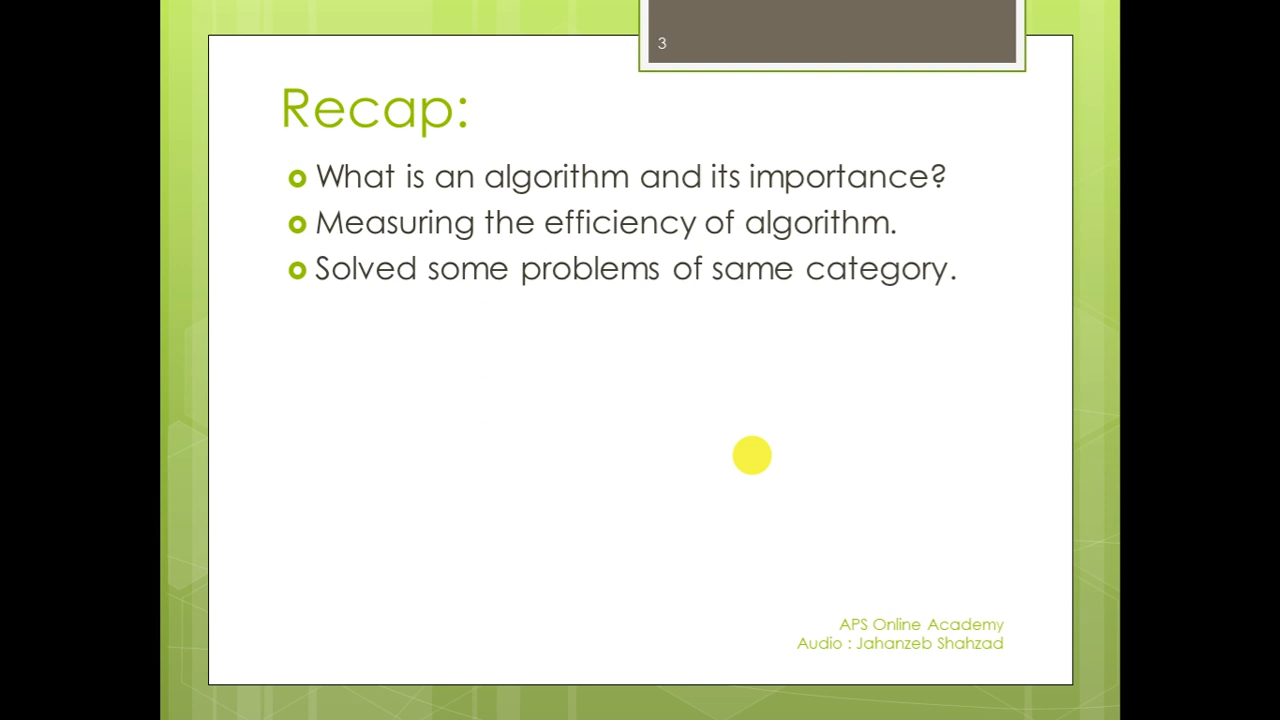 3
Recap:
What is an algorithm and its importance?
Measuring the efficiency of algorithm.
Solved some problems of same category.
APS Online Academy
Audio : Jahanzeb Shahzad